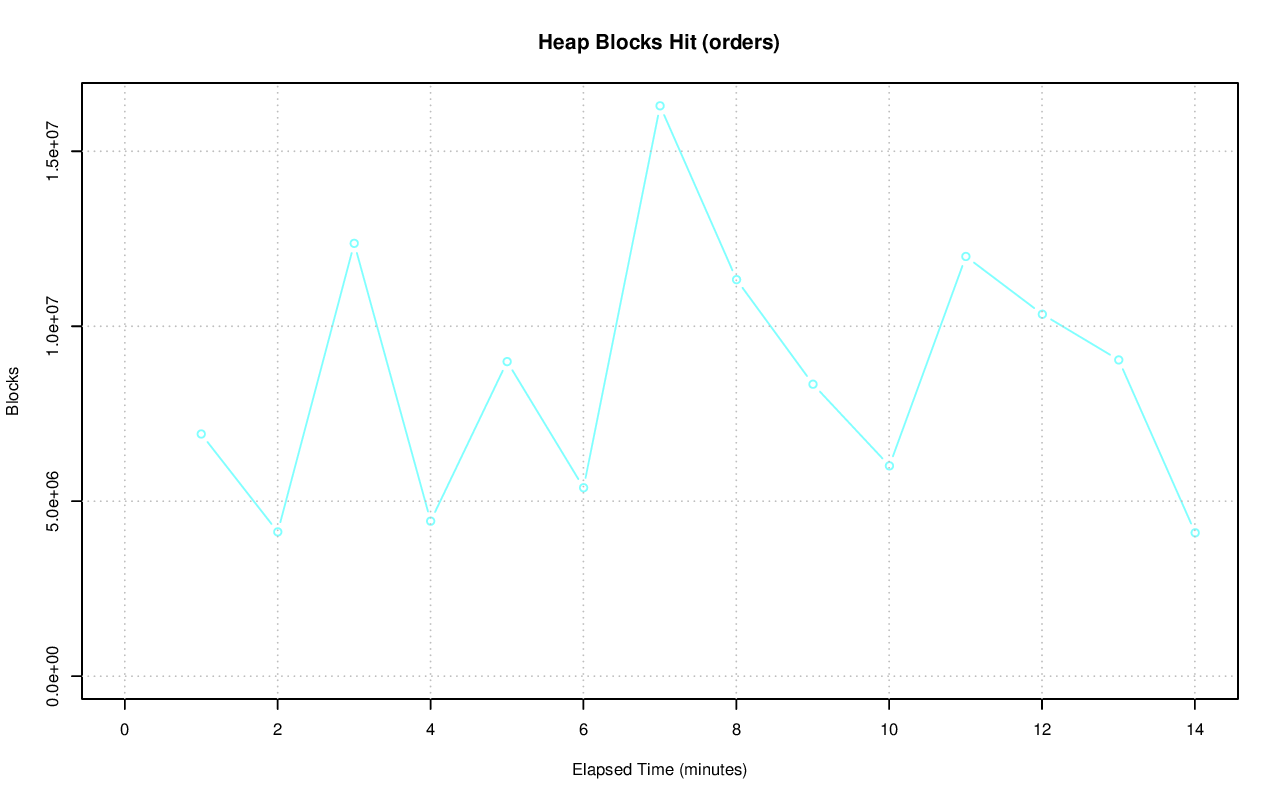 Heap Blocks Hit (orders)
1.5e+07
1.0e+07
5.0e+06
0.0e+00
Blocks
0 2 4 6 8 10 12 14
Elapsed Time (minutes)